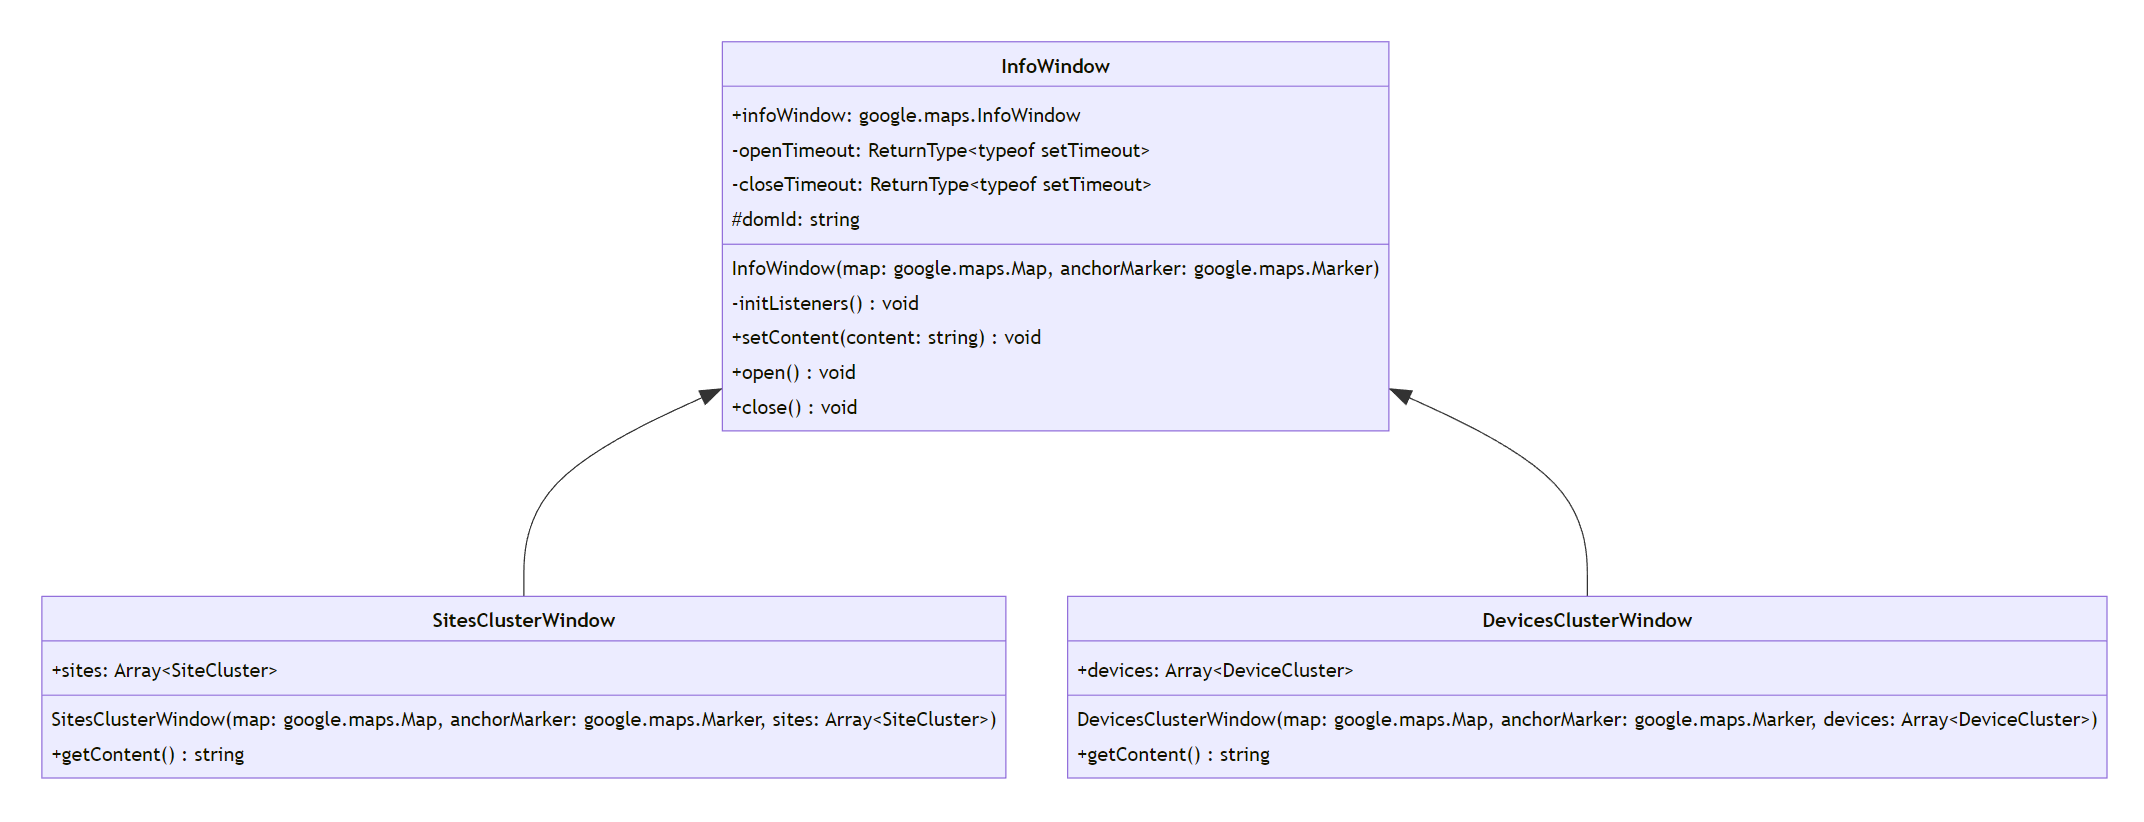 InfoWindow
+infoWindow: google.maps.InfoWindow
-openTimeout: ReturnType<typeof setTimeout>
-closeTimeout: ReturnType<typeof setTimeout>
#domId: string
InfoWindow(map: google.maps.Map, anchorMarker: google.maps.Marker)
-initListeners() : void
+setContent(content: string) : void
+open() : void
+close() : void
SitesClusterWindow
+sites: Array<SiteCluster>
SitesClusterWindow(map: google.maps.Map, anchorMarker: google.maps.Marker, sites: Array<SiteCluster>)
+getContent() : string
DevicesClusterWindow
+devices: Array<DeviceCluster>
DevicesClusterWindow(map: google.maps.Map, anchorMarker: google.maps.Marker, devices: Array<DeviceCluster>)
+getContent() : string